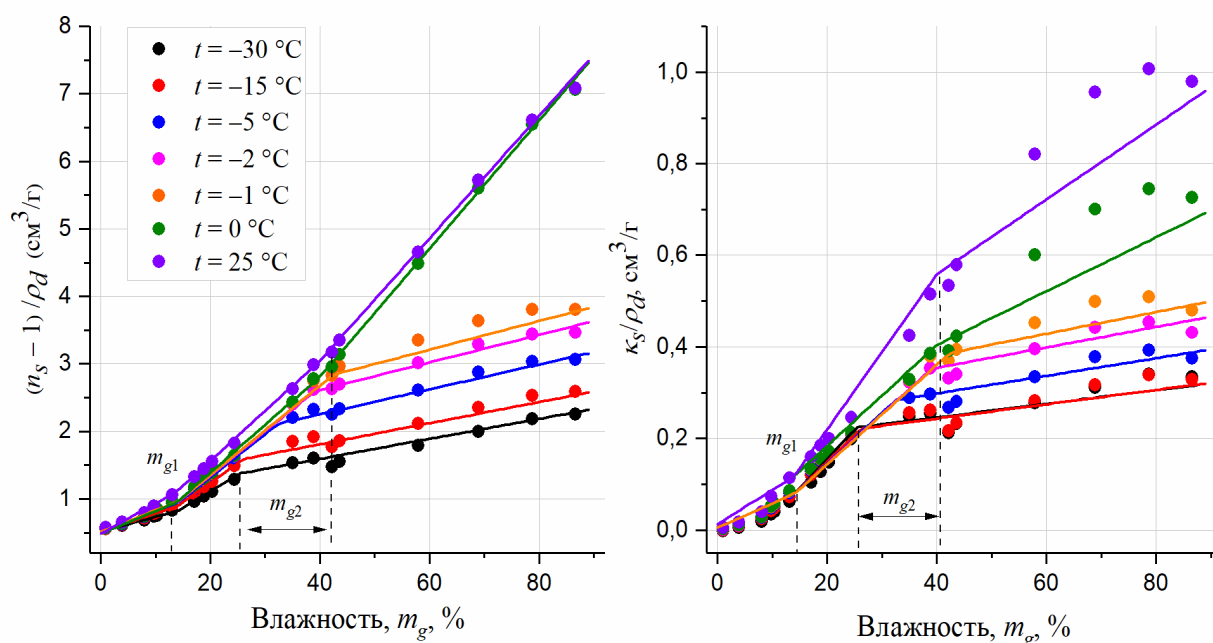 (n_s – 1) /ρ_d (см³/г)
8
7
6
5
4
3
2
1
t = –30 °C
t = –15 °C
t = –5 °C
t = –2 °C
t = –1 °C
t = 0 °C
t = 25 °C
m_g1
m_g2
0 20 40 60 80
Влажность, m_g, %
κ_s/ρ_d, см³/г
1,0
0,8
0,6
0,4
0,2
0,0
m_g1
m_g2
0 20 40 60 80
Влажность, m_g, %